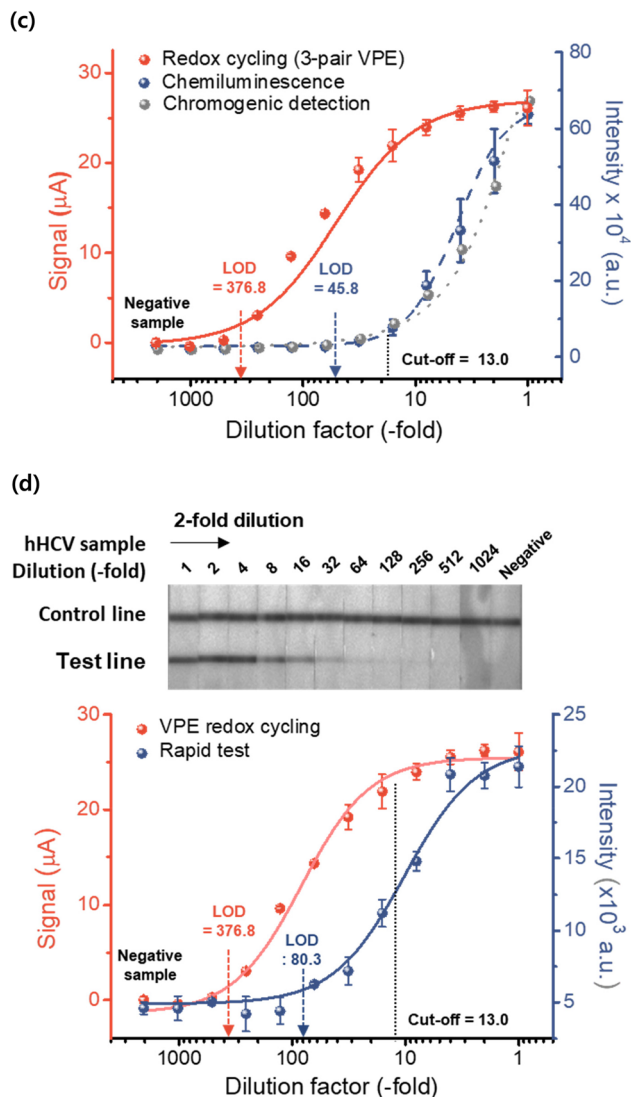 (c)
Redox cycling (3-pair VPE)
Chemiluminescence
Chromogenic detection
30
20
10
0
Signal (μA)
80
60
40
20
0
Intensity x 10⁴ (a.u.)
LOD
= 376.8
LOD
= 45.8
Negative
sample
Cut-off = 13.0
1000 100 10 1
Dilution factor (-fold)
(d)
2-fold dilution
hHCV sample
Dilution (-fold)
1 2 4 8 16 32 64 128 256 512 1024 Negative
Control line
Test line
VPE redox cycling
Rapid test
30
20
10
0
Signal (μA)
25
20
15
10
5
Intensity (x10³ a.u.)
LOD
= 376.8
LOD
: 80.3
Negative
sample
Cut-off = 13.0
1000 100 10 1
Dilution factor (-fold)